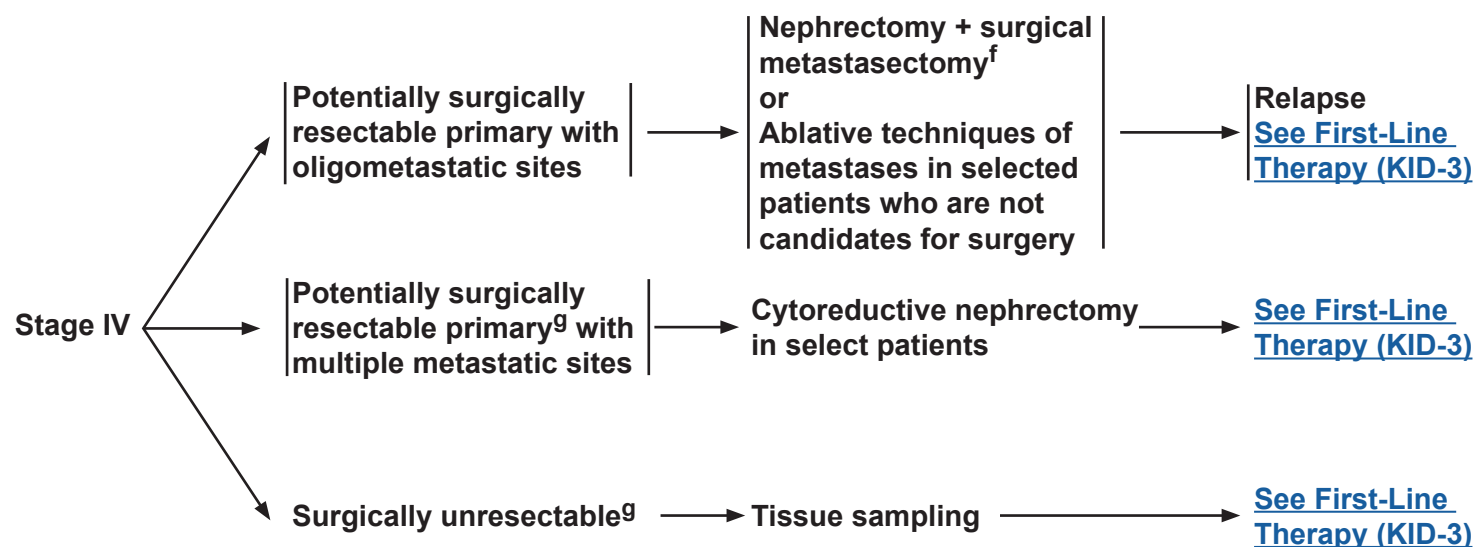 Stage IV
Potentially surgically
resectable primary with
oligometastatic sites
Nephrectomy + surgical
metastasectomyf
or
Ablative techniques of
metastases in selected
patients who are not
candidates for surgery
Relapse
See First-Line
Therapy (KID-3)
Potentially surgically
resectable primaryg with
multiple metastatic sites
Cytoreductive nephrectomy
in select patients
See First-Line
Therapy (KID-3)
Surgically unresectableg
Tissue sampling
See First-Line
Therapy (KID-3)